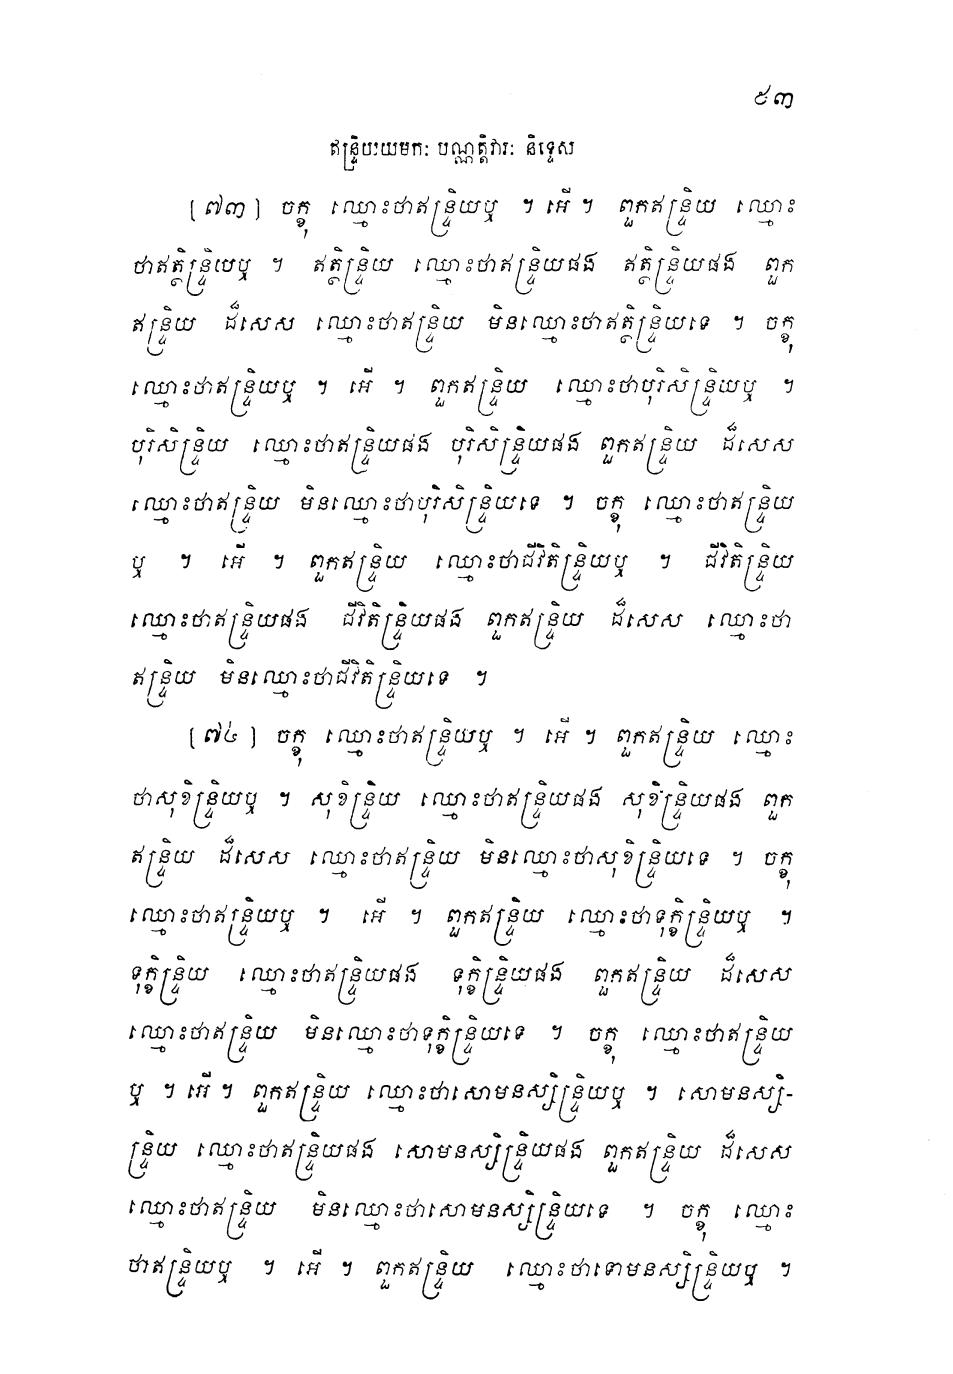 ៩៣
ឥន្ទ្រិយយមកៈ បណ្ណត្តិវារៈ និទ្ទេស
[៧៣] ចក្ខុ ឈ្មោះថាឥន្ទ្រិយឬ ។ អើ ។ ពួកឥន្ទ្រិយ ឈ្មោះ
ថាឥត្ថិន្ទ្រិយឬ ។ ឥត្ថិន្ទ្រិយ ឈ្មោះថាឥន្ទ្រិយផង ឥត្ថិន្ទ្រិយផង ពួក
ឥន្ទ្រិយ ដ៏សេស ឈ្មោះថាឥន្ទ្រិយ មិនឈ្មោះថាឥត្ថិន្ទ្រិយទេ ។ ចក្ខុ
ឈ្មោះថាឥន្ទ្រិយឬ ។ អើ ។ ពួកឥន្ទ្រិយ ឈ្មោះថាបុរិសិន្ទ្រិយឬ ។
បុរិសិន្ទ្រិយ ឈ្មោះថាឥន្ទ្រិយផង បុរិសិន្ទ្រិយផង ពួកឥន្ទ្រិយ ដ៏សេស
ឈ្មោះថាឥន្ទ្រិយ មិនឈ្មោះថាបុរិសិន្ទ្រិយទេ ។ ចក្ខុ ឈ្មោះថាឥន្ទ្រិយ
ឬ ។ អើ ។ ពួកឥន្ទ្រិយ ឈ្មោះថាជីវិតិន្ទ្រិយឬ ។ ជីវិតិន្ទ្រិយ
ឈ្មោះថាឥន្ទ្រិយផង ជីវិតិន្ទ្រិយផង ពួកឥន្ទ្រិយ ដ៏សេស ឈ្មោះថា
ឥន្ទ្រិយ មិនឈ្មោះថាជីវិតិន្ទ្រិយទេ ។
[៧៤] ចក្ខុ ឈ្មោះថាឥន្ទ្រិយឬ ។ អើ ។ ពួកឥន្ទ្រិយ ឈ្មោះ
ថាសុខិន្ទ្រិយឬ ។ សុខិន្ទ្រិយ ឈ្មោះថាឥន្ទ្រិយផង សុខិន្ទ្រិយផង ពួក
ឥន្ទ្រិយ ដ៏សេស ឈ្មោះថាឥន្ទ្រិយ មិនឈ្មោះថាសុខិន្ទ្រិយទេ ។ ចក្ខុ
ឈ្មោះថាឥន្ទ្រិយឬ ។ អើ ។ ពួកឥន្ទ្រិយ ឈ្មោះថាទុក្ខិន្ទ្រិយឬ ។
ទុក្ខិន្ទ្រិយ ឈ្មោះថាឥន្ទ្រិយផង ទុក្ខិន្ទ្រិយផង ពួកឥន្ទ្រិយ ដ៏សេស
ឈ្មោះថាឥន្ទ្រិយ មិនឈ្មោះថាទុក្ខិន្ទ្រិយទេ ។ ចក្ខុ ឈ្មោះថាឥន្ទ្រិយ
ឬ ។ អើ ។ ពួកឥន្ទ្រិយ ឈ្មោះថាសោមនស្សិន្ទ្រិយឬ ។ សោមនស្សិ-
ន្ទ្រិយ ឈ្មោះថាឥន្ទ្រិយផង សោមនស្សិន្ទ្រិយផង ពួកឥន្ទ្រិយ ដ៏សេស
ឈ្មោះថាឥន្ទ្រិយ មិនឈ្មោះថាសោមនស្សិន្ទ្រិយទេ ។ ចក្ខុ ឈ្មោះ
ថាឥន្ទ្រិយឬ ។ អើ ។ ពួកឥន្ទ្រិយ ឈ្មោះថាទោមនស្សិន្ទ្រិយឬ ។